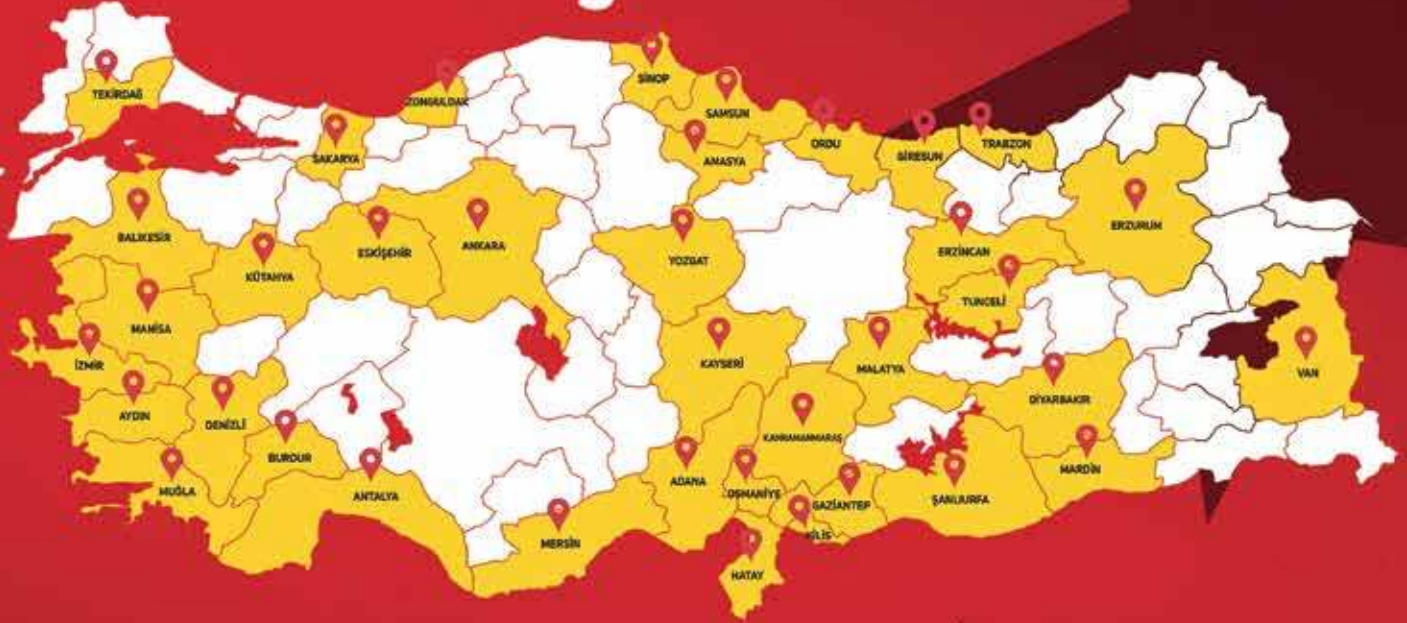 SİNOP
TEKİRDAĞ
ZONGULDAK
SAMSUN
SAKARYA
AMASYA
ORDU
GİRESUN
TRABZON
BALIKESİR
KÜTAHYA
ESKİŞEHİR
ANKARA
YOZGAT
ERZİNCAN
ERZURUM
TUNCELİ
MANİSA
İZMİR
KAYSERİ
MALATYA
VAN
AYDIN
DENİZLİ
DİYARBAKIR
KAHRAMANMARAŞ
BURDUR
MUĞLA
ANTALYA
ADANA
OSMANİYE
GAZİANTEP
ŞANLIURFA
MARDİN
MERSİN
KİLİS
HATAY